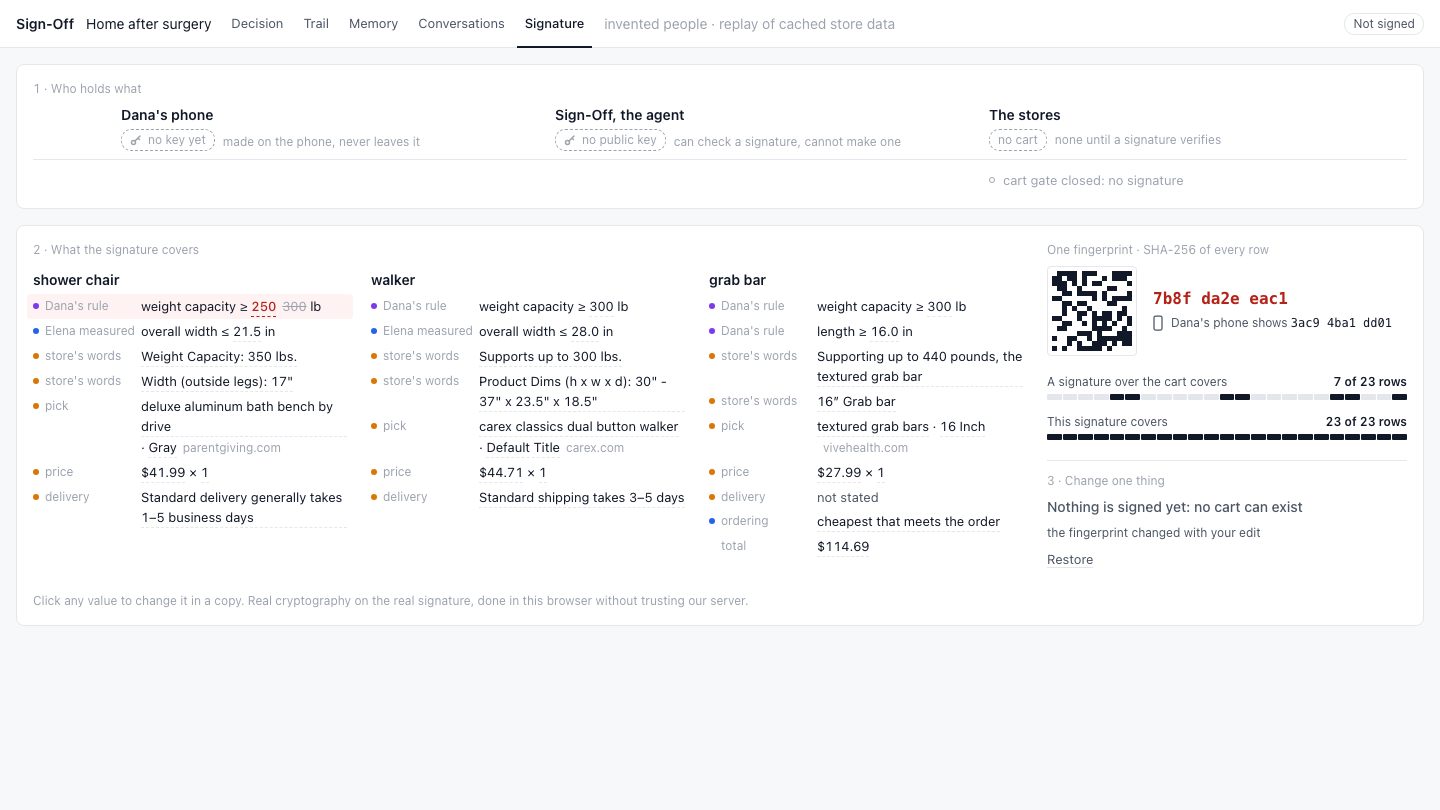 Sign-Off Home after surgery Decision Trail Memory Conversations Signature invented people · replay of cached store data Not signed
1 · Who holds what
Dana's phone
no key yet made on the phone, never leaves it
Sign-Off, the agent
no public key can check a signature, cannot make one
The stores
no cart none until a signature verifies
cart gate closed: no signature
2 · What the signature covers
shower chair
Dana's rule weight capacity ≥ 250 300 lb
Elena measured overall width ≤ 21.5 in
store's words Weight Capacity: 350 lbs.
store's words Width (outside legs): 17"
pick deluxe aluminum bath bench by
drive
· Gray parentgiving.com
price $41.99 × 1
delivery Standard delivery generally takes
1–5 business days
walker
Dana's rule weight capacity ≥ 300 lb
Elena measured overall width ≤ 28.0 in
store's words Supports up to 300 lbs.
store's words Product Dims (h x w x d): 30" -
37" x 23.5" x 18.5"
pick carex classics dual button walker
· Default Title carex.com
price $44.71 × 1
delivery Standard shipping takes 3–5 days
grab bar
Dana's rule weight capacity ≥ 300 lb
Dana's rule length ≥ 16.0 in
store's words Supporting up to 440 pounds, the
textured grab bar
store's words 16″ Grab bar
pick textured grab bars · 16 Inch
vivehealth.com
price $27.99 × 1
delivery not stated
ordering cheapest that meets the order
total $114.69
One fingerprint · SHA-256 of every row
7b8f da2e eac1
Dana's phone shows 3ac9 4ba1 dd01
A signature over the cart covers 7 of 23 rows
This signature covers 23 of 23 rows
3 · Change one thing
Nothing is signed yet: no cart can exist
the fingerprint changed with your edit
Restore
Click any value to change it in a copy. Real cryptography on the real signature, done in this browser without trusting our server.